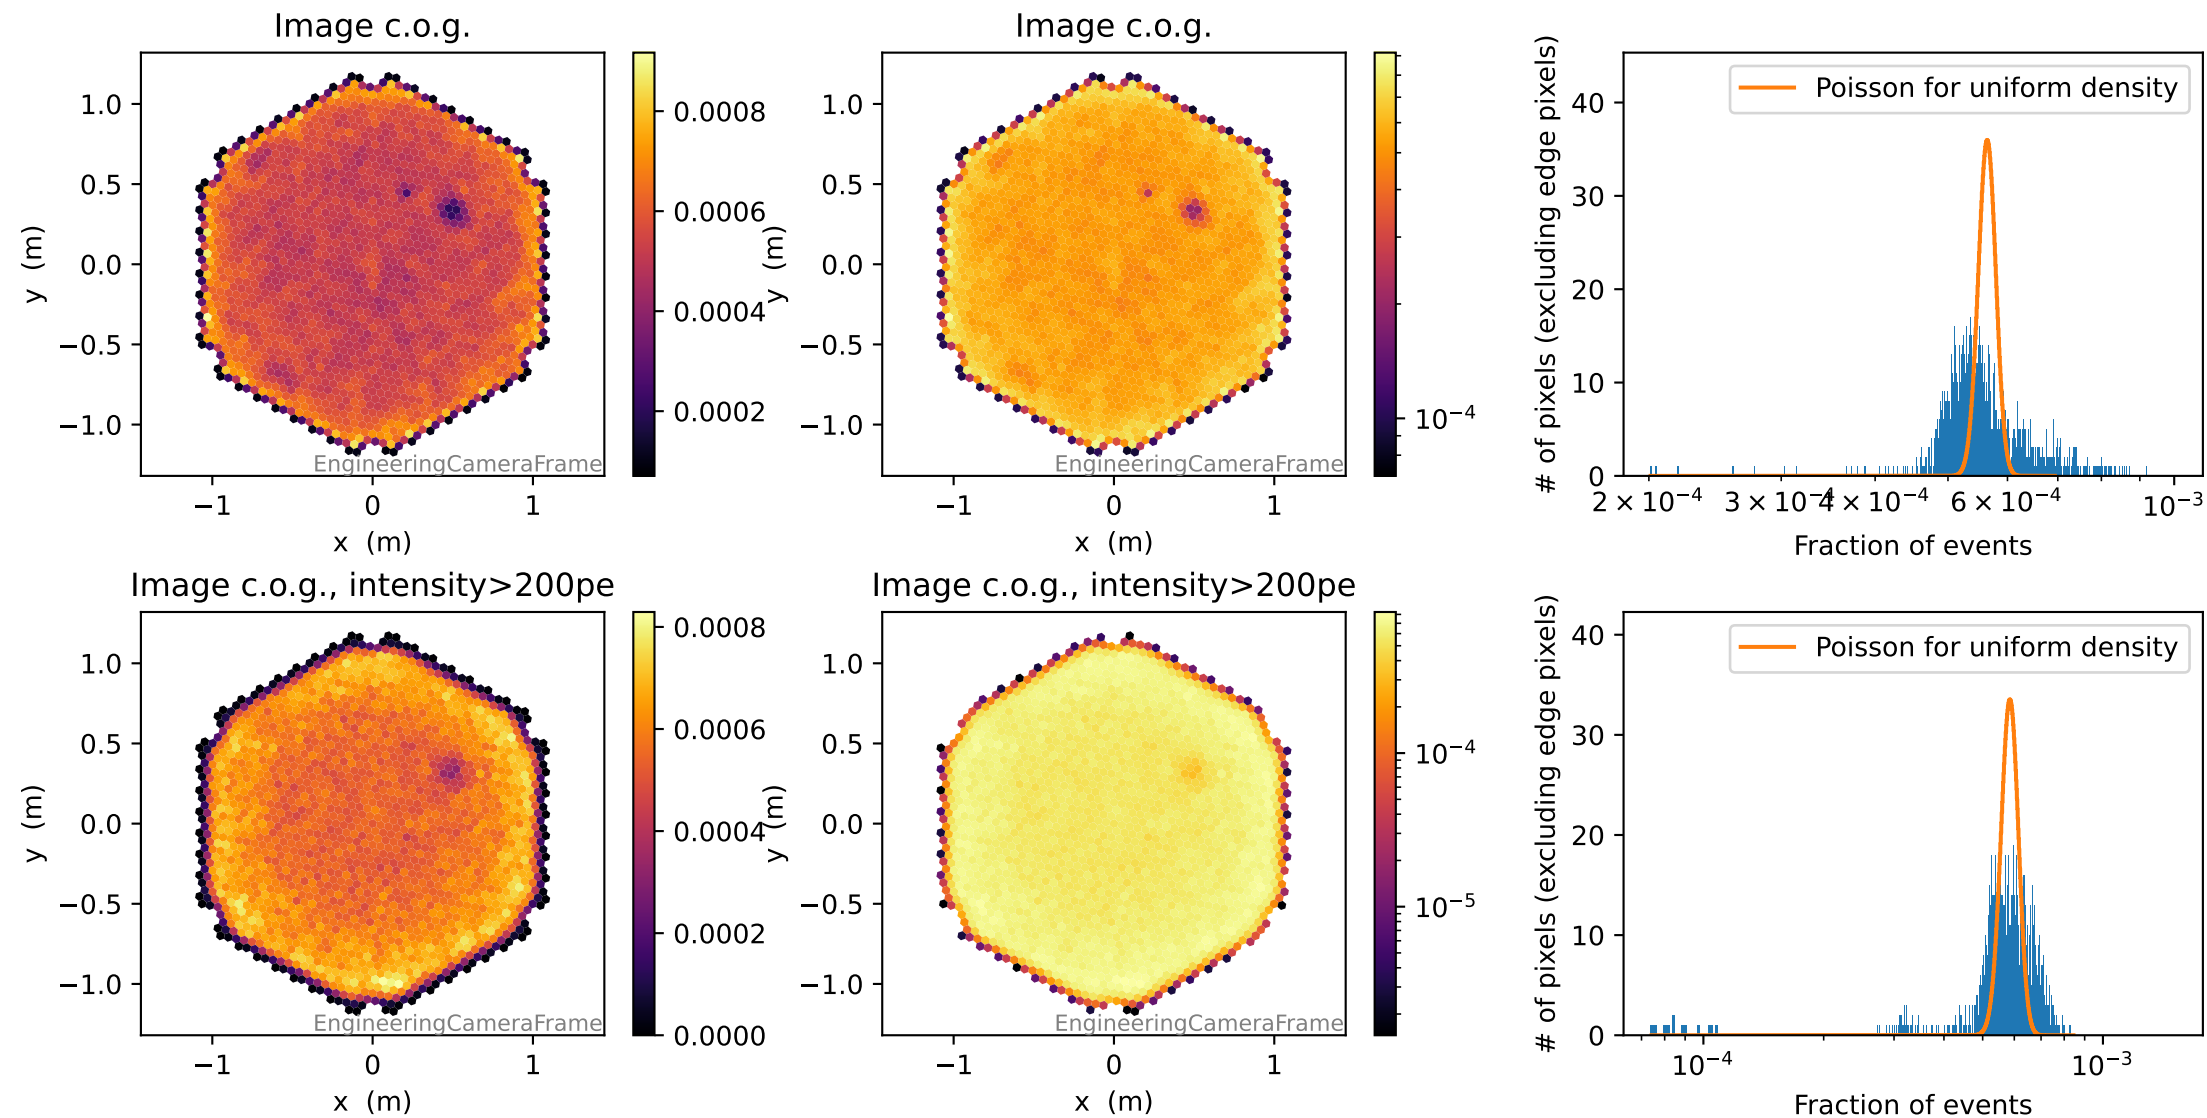 Image c.o.g.
1.0
0.5
0.0
−0.5
−1.0
y (m)
−1 0 1
x (m)
EngineeringCameraFrame
0.0008
0.0006
0.0004
0.0002
Image c.o.g.
1.0
0.5
0.0
−0.5
−1.0
y (m)
−1 0 1
x (m)
EngineeringCameraFrame
10⁻⁴
# of pixels (excluding edge pixels)
40
30
20
10
0
Poisson for uniform density
2 × 10⁻⁴ 3 × 10⁻⁴ 4 × 10⁻⁴ 6 × 10⁻⁴ 10⁻³
Fraction of events
Image c.o.g., intensity>200pe
1.0
0.5
0.0
−0.5
−1.0
y (m)
−1 0 1
x (m)
EngineeringCameraFrame
0.0008
0.0006
0.0004
0.0002
0.0000
Image c.o.g., intensity>200pe
1.0
0.5
0.0
−0.5
−1.0
y (m)
−1 0 1
x (m)
EngineeringCameraFrame
10⁻⁴
10⁻⁵
# of pixels (excluding edge pixels)
40
30
20
10
0
Poisson for uniform density
10⁻⁴ 10⁻³
Fraction of events